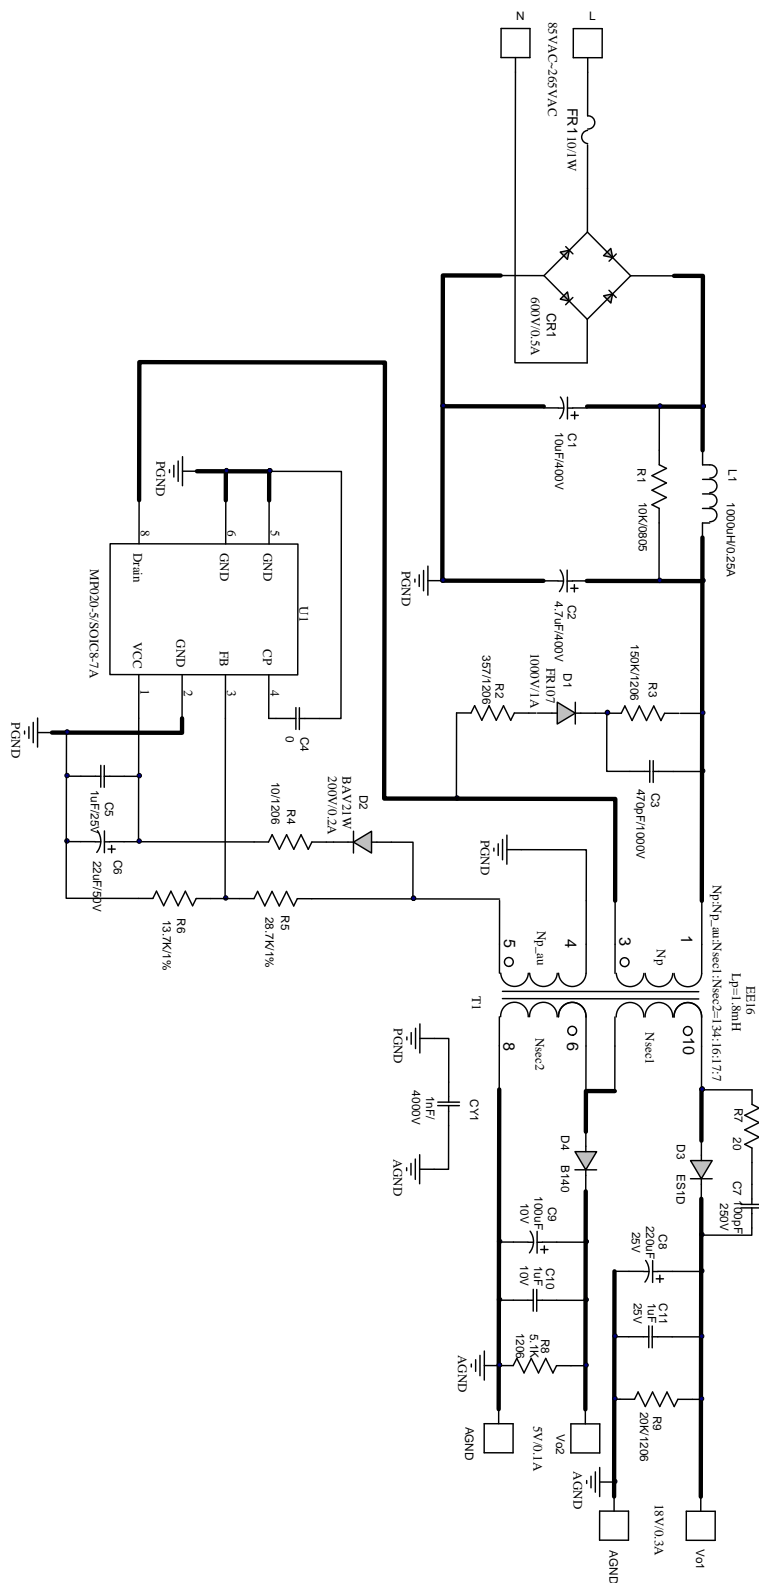 L
N
85VAC~265VAC
FR1
10/1W
CR1
600V/0.5A
C1
10uF/400V
R1
10K/0805
L1
1000uH/0.25A
C2
4.7uF/400V
PGND
R3
150K/1206
C3
470pF/1000V
D1
FR107
1000V/1A
R2
357/1206
Np:Np_au:Nsec1:Nsec2=134:16:17:7
EE16
Lp=1.8mH
1
3
4
5
Np
Np_au
T1
10
6
8
Nsec1
Nsec2
R7
20
C7
100pF
250V
D3
ES1D
D4
B140
C8
220uF
25V
C11
1uF
25V
R9
20K/1206
AGND
Vo1
18V/0.3A
AGND
C9
100uF
10V
C10
1uF
10V
R8
5.1K
1206
AGND
Vo2
5V/0.1A
AGND
PGND
CY1
1nF/
4000V
AGND
PGND
PGND
U1
MP020-5/SOIC8-7A
8
6
5
Drain
GND
GND
VCC
GND
FB
CP
1
2
3
4
C4
0
PGND
C5
1uF/25V
C6
22uF/50V
R4
10/1206
D2
BAV21W
200V/0.2A
R5
28.7K/1%
R6
13.7K/1%